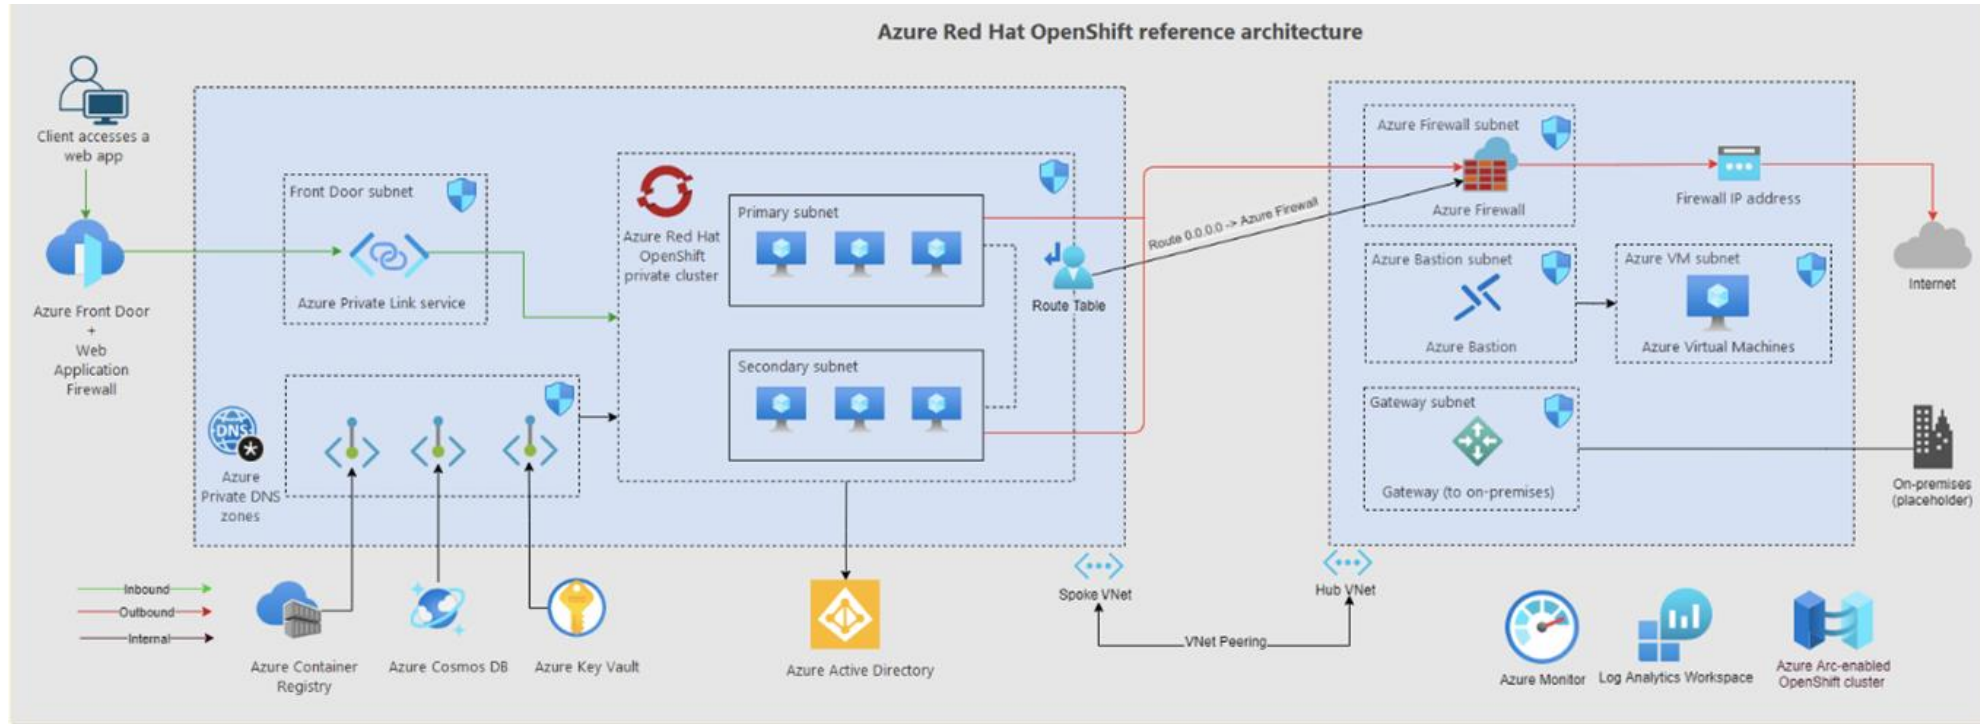 Azure Red Hat OpenShift reference architecture
Client accesses a
web app
Azure Front Door
+
Web
Application
Firewall
Front Door subnet
Azure Private Link service
DNS
Azure
Private DNS
zones
Azure Red Hat
OpenShift
private cluster
Primary subnet
Secondary subnet
Route Table
Route 0.0.0.0 -> Azure Firewall
Azure Firewall subnet
Azure Firewall
Firewall IP address
Internet
Azure Bastion subnet
Azure Bastion
Azure VM subnet
Azure Virtual Machines
Gateway subnet
Gateway (to on-premises)
On-premises
(placeholder)
Inbound
Outbound
Internal
Azure Container
Registry
Azure Cosmos DB
Azure Key Vault
Azure Active Directory
Spoke VNet
VNet Peering
Hub VNet
Azure Monitor
Log Analytics Workspace
Azure Arc-enabled
OpenShift cluster